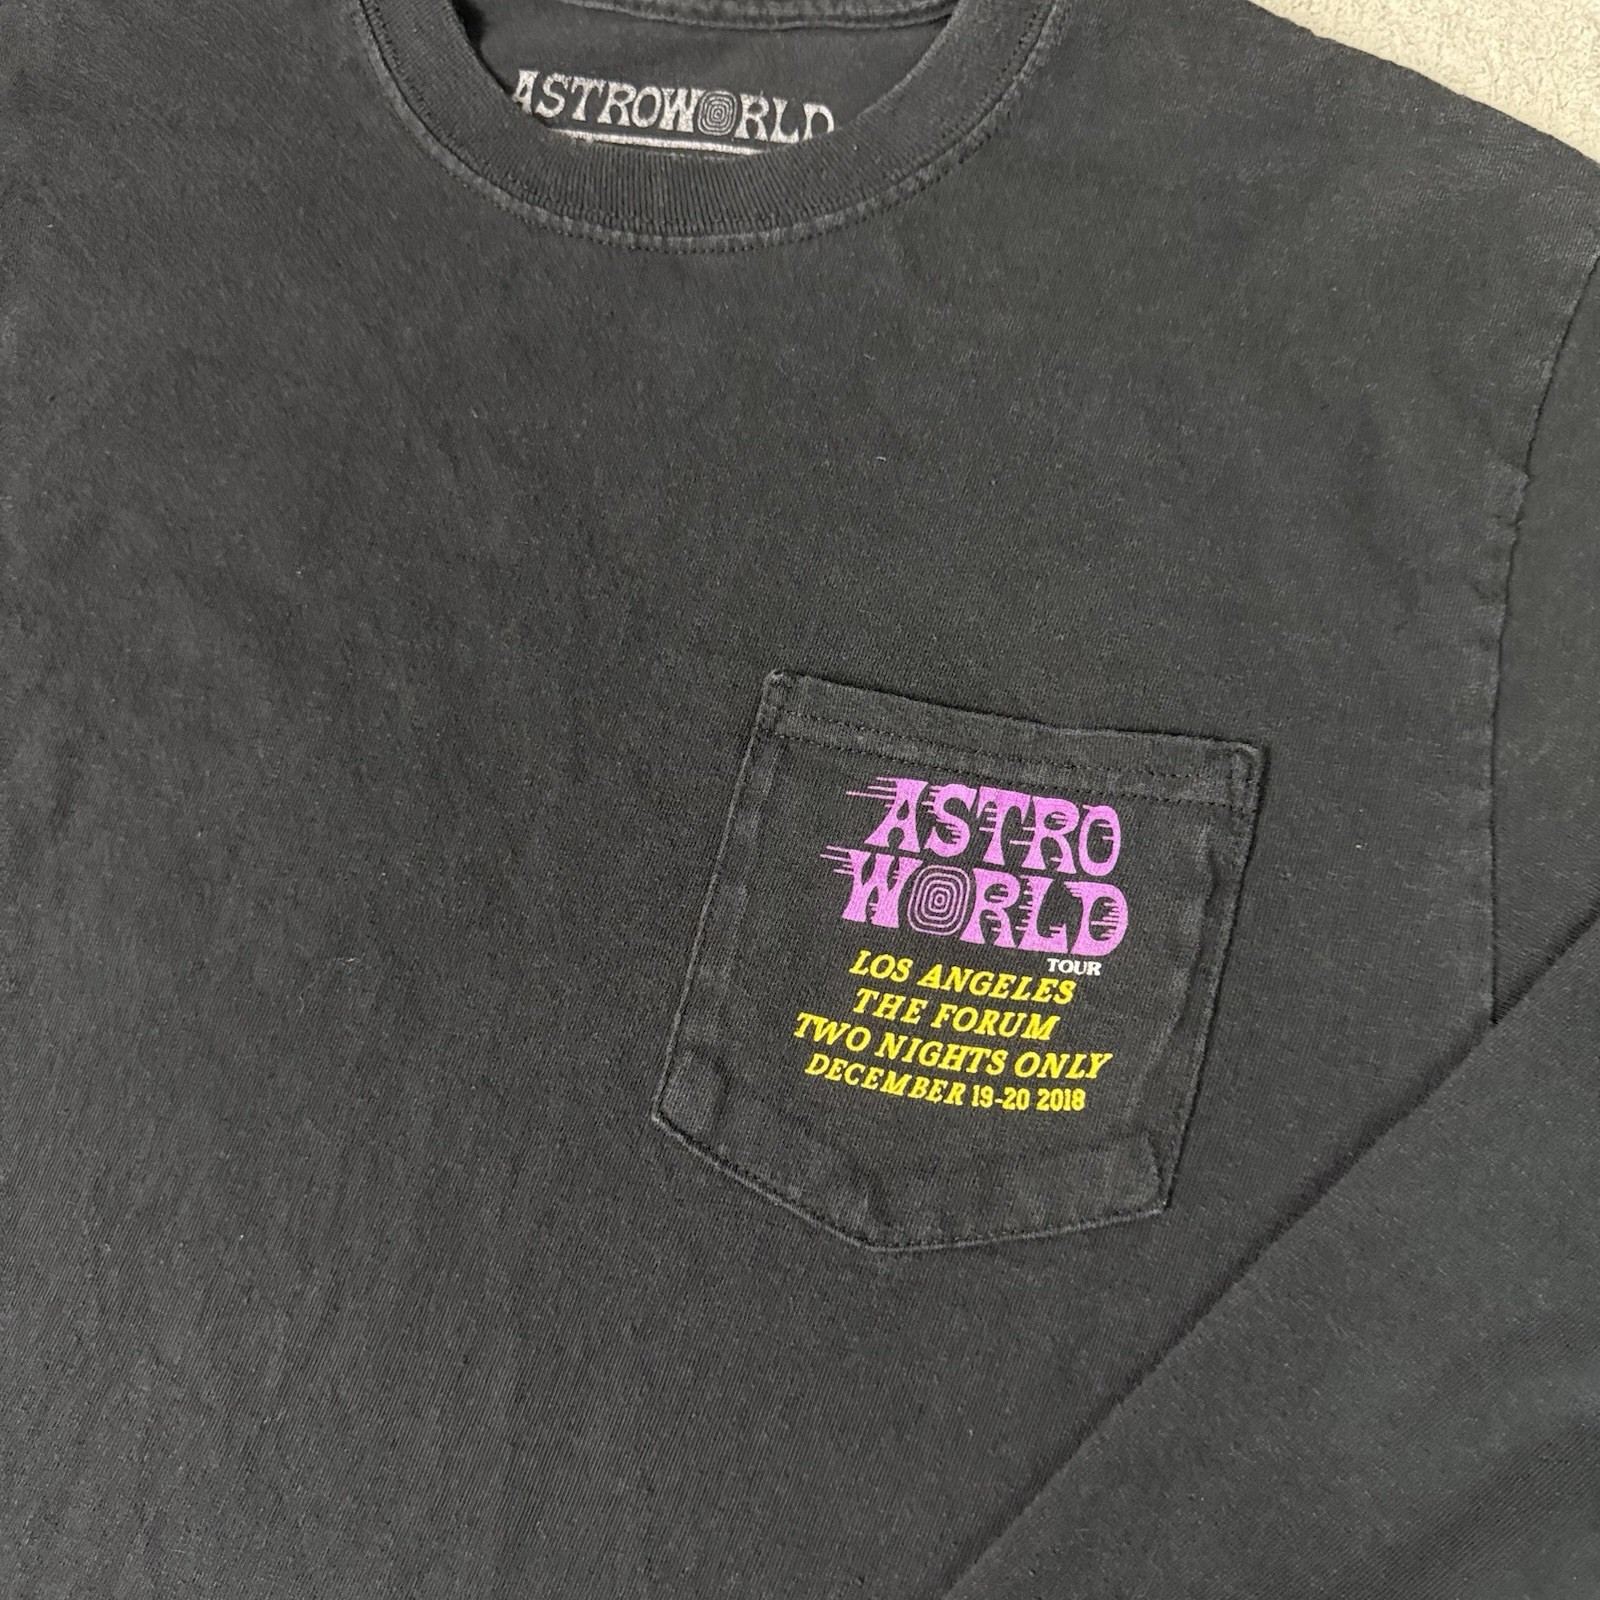 ASTROWORLD
ASTRO
WORLD
TOUR
LOS ANGELES
THE FORUM
TWO NIGHTS ONLY
DECEMBER 19-20 2018